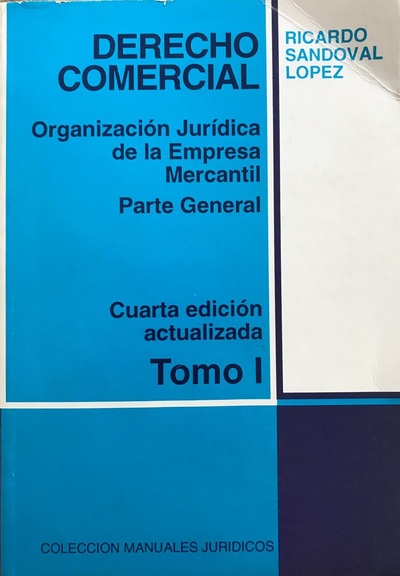 DERECHO
COMERCIAL
RICARDO
SANDOVAL
LOPEZ
Organización Jurídica
de la Empresa
Mercantil
Parte General
Cuarta edición
actualizada
Tomo I
COLECCION MANUALES JURIDICOS